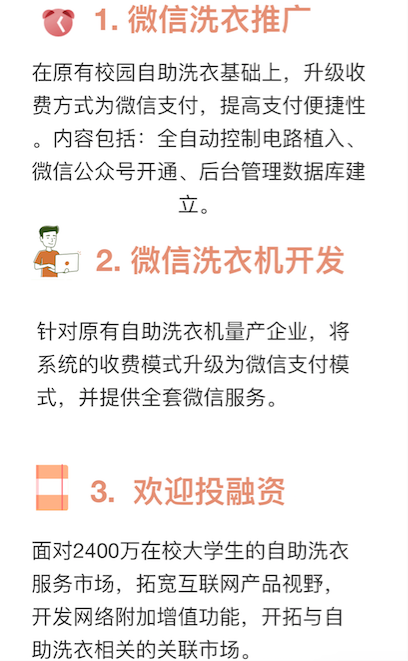 1. 微信洗衣推广
在原有校园自助洗衣基础上，升级收
费方式为微信支付，提高支付便捷性
。内容包括：全自动控制电路植入、
微信公众号开通、后台管理数据库建
立。
2. 微信洗衣机开发
针对原有自助洗衣机量产企业，将
系统的收费模式升级为微信支付模
式，并提供全套微信服务。
3. 欢迎投融资
面对2400万在校大学生的自助洗衣
服务市场，拓宽互联网产品视野，
开发网络附加增值功能，开拓与自
助洗衣相关的关联市场。